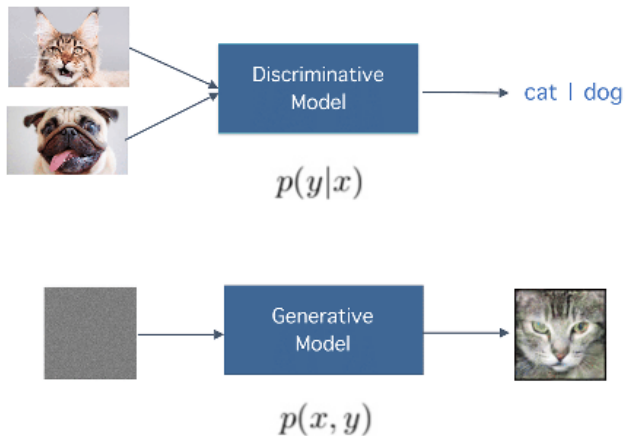 Discriminative
Model
cat | dog
p(y|x)
Generative
Model
p(x, y)